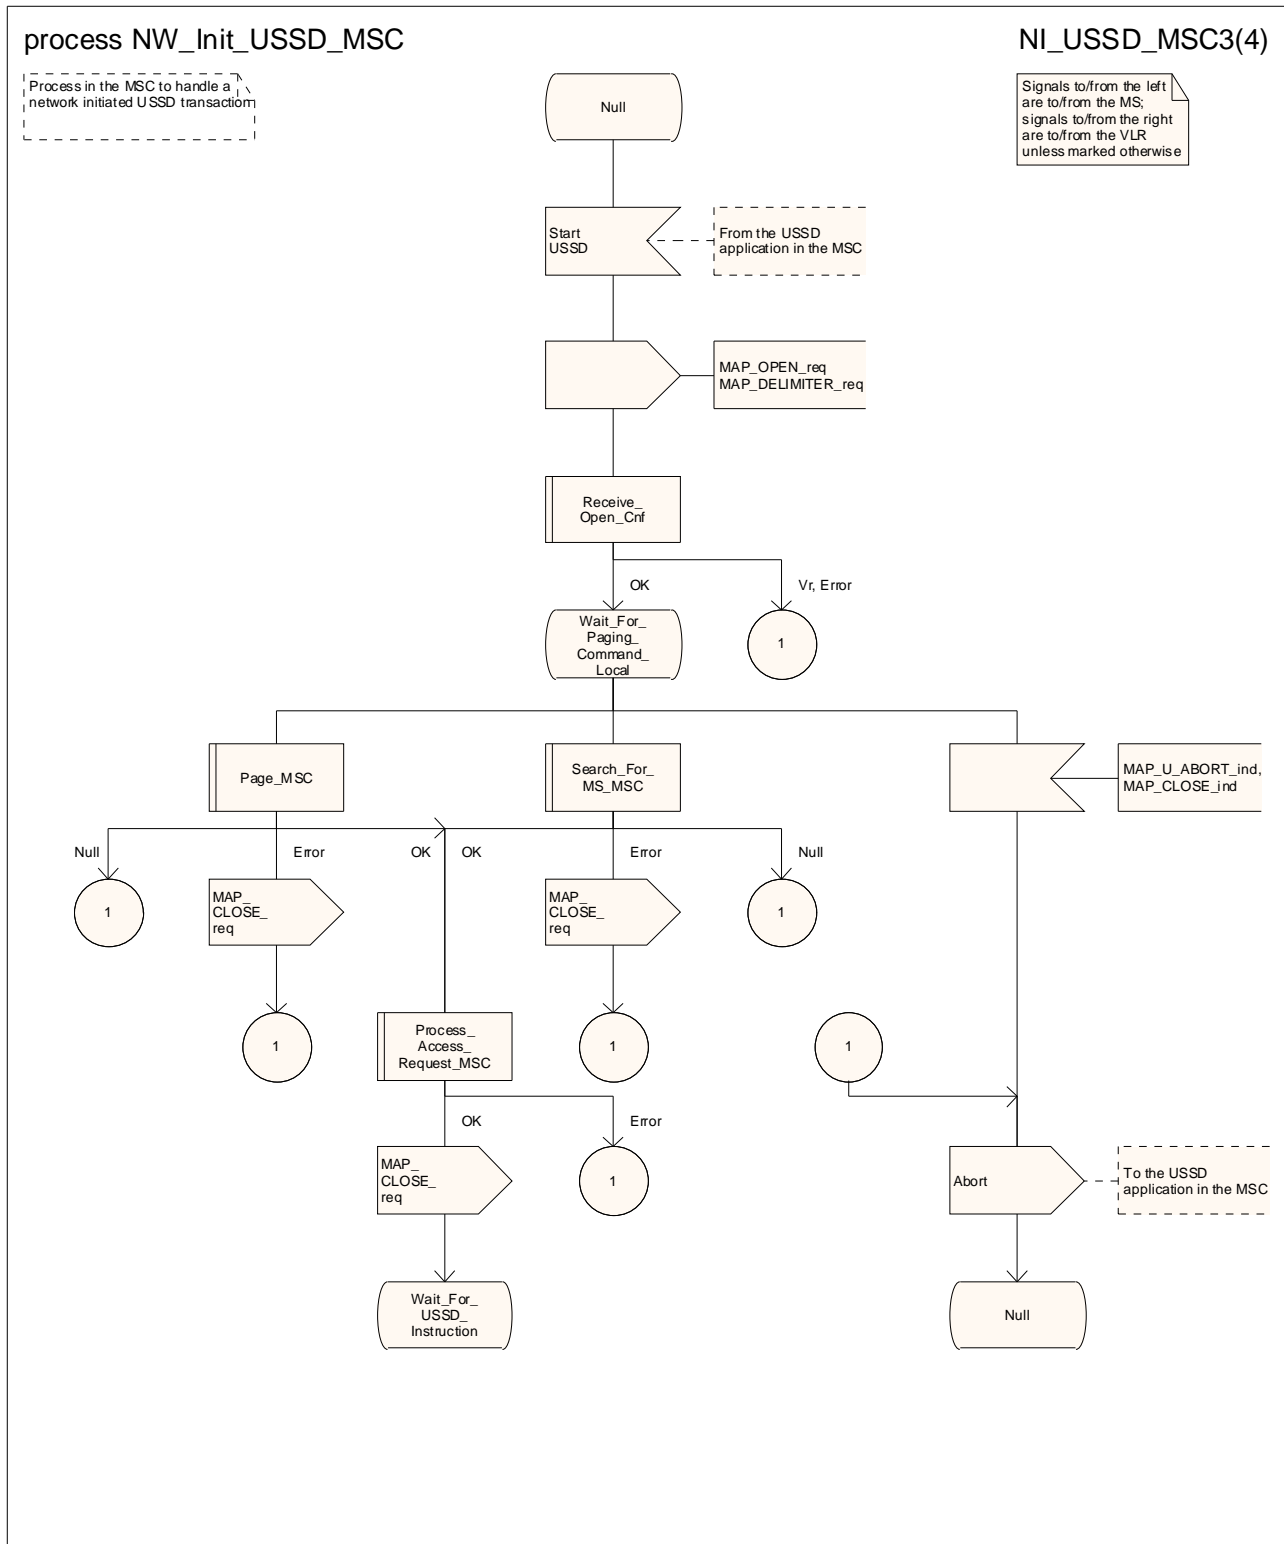 process NW_Init_USSD_MSC
NI_USSD_MSC3(4)
Process in the MSC to handle a
network initiated USSD transaction
Null
Signals to/from the left
are to/from the MS;
signals to/from the right
are to/from the VLR
unless marked otherwise
Start
USSD
From the USSD
application in the MSC
MAP_OPEN_req
MAP_DELIMITER_req
Receive_
Open_Cnf
OK
Vr, Error
Wait_For_
Paging_
Command_
Local
1
Page_MSC
Search_For_
MS_MSC
MAP_U_ABORT_ind,
MAP_CLOSE_ind
Null
Error
OK
OK
Error
Null
1
MAP_
CLOSE_
req
MAP_
CLOSE_
req
1
1
Process_
Access_
Request_MSC
1
1
OK
Error
MAP_
CLOSE_
req
1
Abort
To the USSD
application in the MSC
Wait_For_
USSD_
Instruction
Null